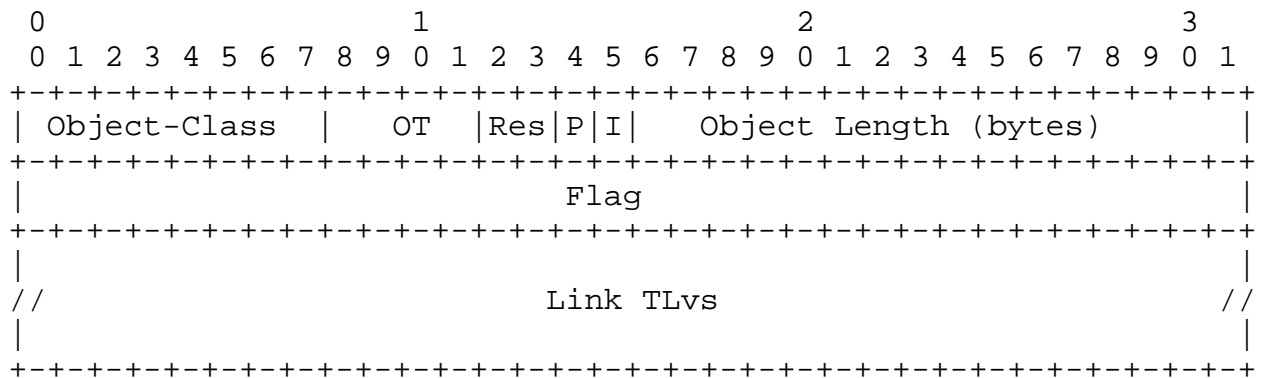 0                   1                   2                   3
 0 1 2 3 4 5 6 7 8 9 0 1 2 3 4 5 6 7 8 9 0 1 2 3 4 5 6 7 8 9 0 1
+-+-+-+-+-+-+-+-+-+-+-+-+-+-+-+-+-+-+-+-+-+-+-+-+-+-+-+-+-+-+-+-+
| Object-Class  |   OT  |Res|P|I|   Object Length (bytes)       |
+-+-+-+-+-+-+-+-+-+-+-+-+-+-+-+-+-+-+-+-+-+-+-+-+-+-+-+-+-+-+-+-+
|                            Flag                               |
+-+-+-+-+-+-+-+-+-+-+-+-+-+-+-+-+-+-+-+-+-+-+-+-+-+-+-+-+-+-+-+-+
|                                                               |
//                          Link TLvs                          //
|                                                               |
+-+-+-+-+-+-+-+-+-+-+-+-+-+-+-+-+-+-+-+-+-+-+-+-+-+-+-+-+-+-+-+-+